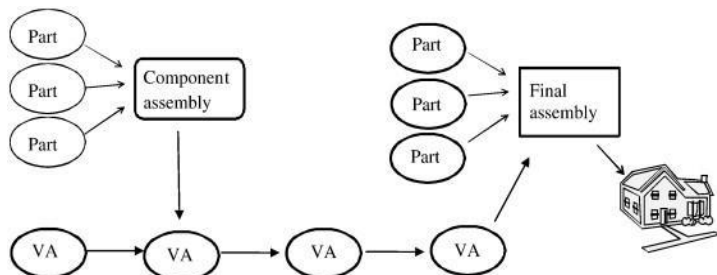 Part
Part
Part
Component
assembly
Part
Part
Part
Final
assembly
VA
VA
VA
VA